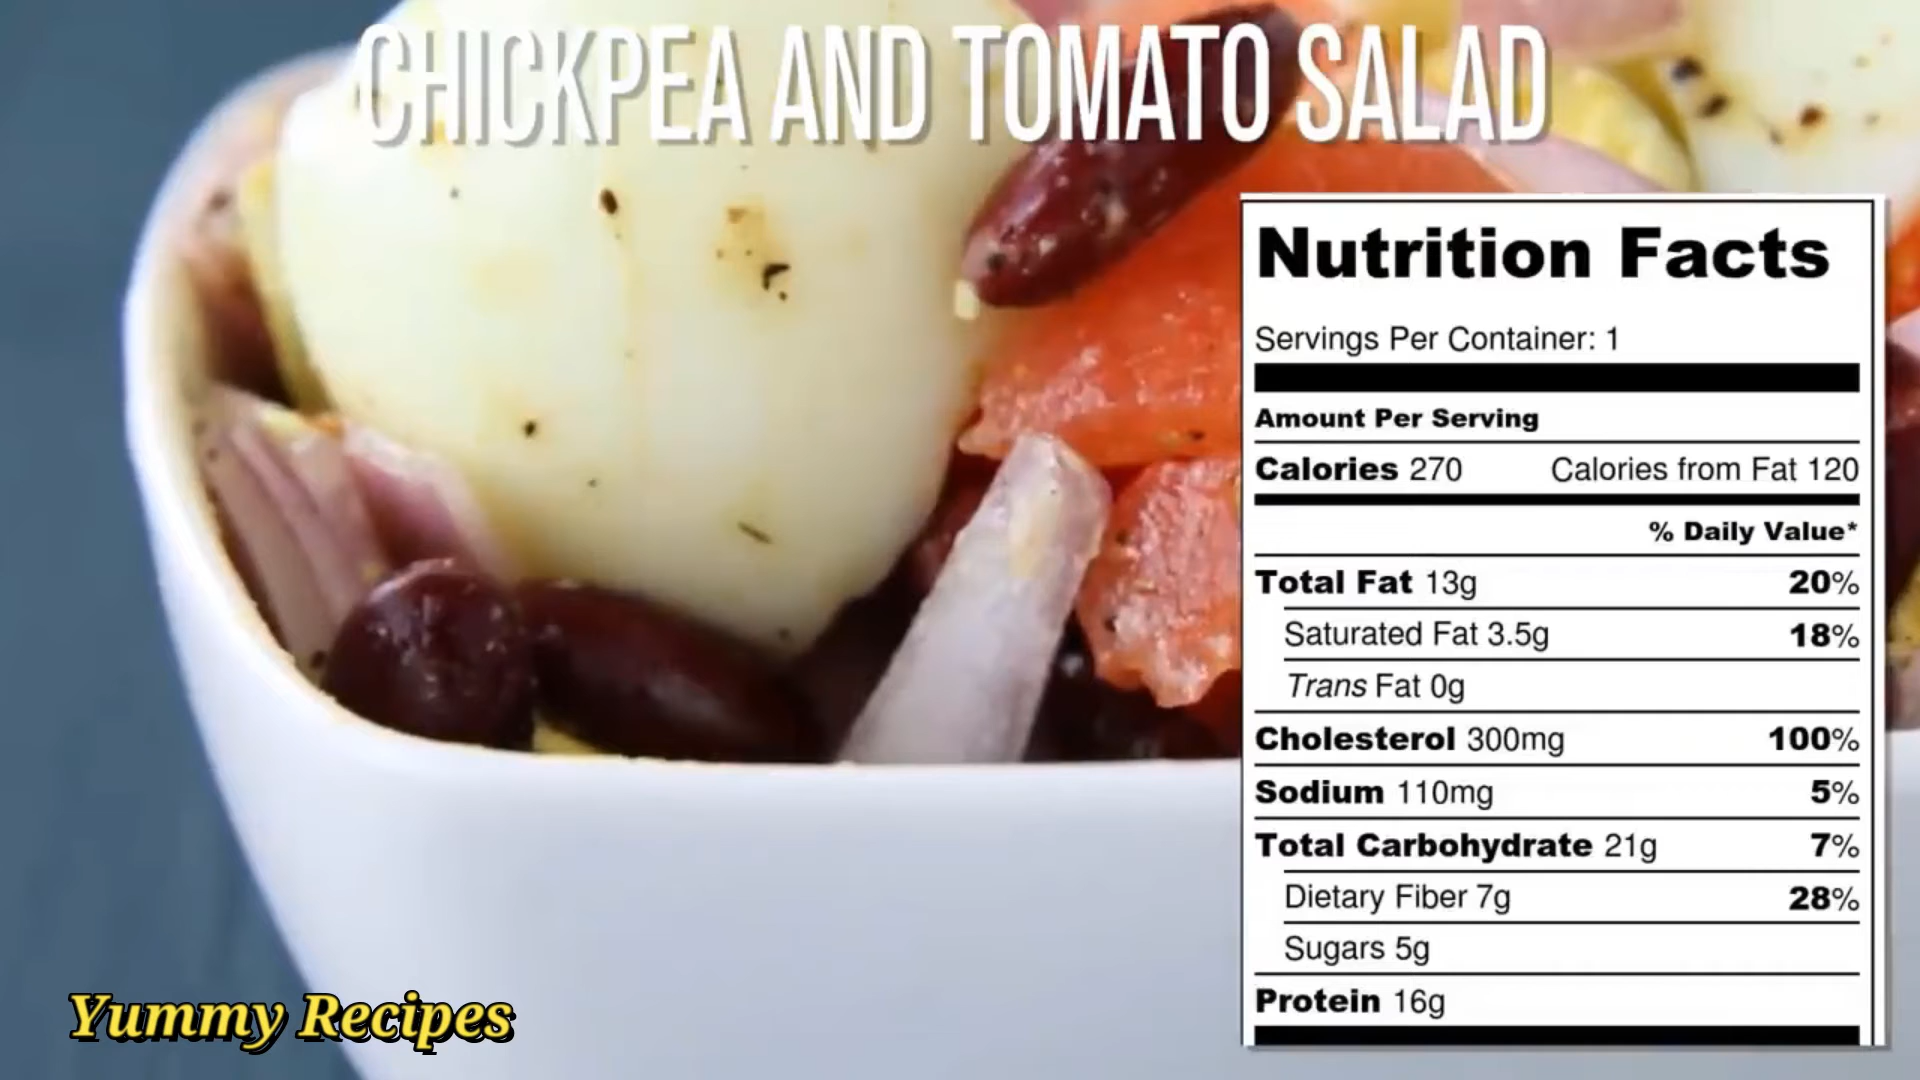 CHICKPEA AND TOMATO SALAD
Nutrition Facts
Servings Per Container: 1
Amount Per Serving
Calories 270 Calories from Fat 120
% Daily Value*
Total Fat 13g 20%
Saturated Fat 3.5g 18%
Trans Fat 0g
Cholesterol 300mg 100%
Sodium 110mg 5%
Total Carbohydrate 21g 7%
Dietary Fiber 7g 28%
Sugars 5g
Protein 16g
Yummy Recipes